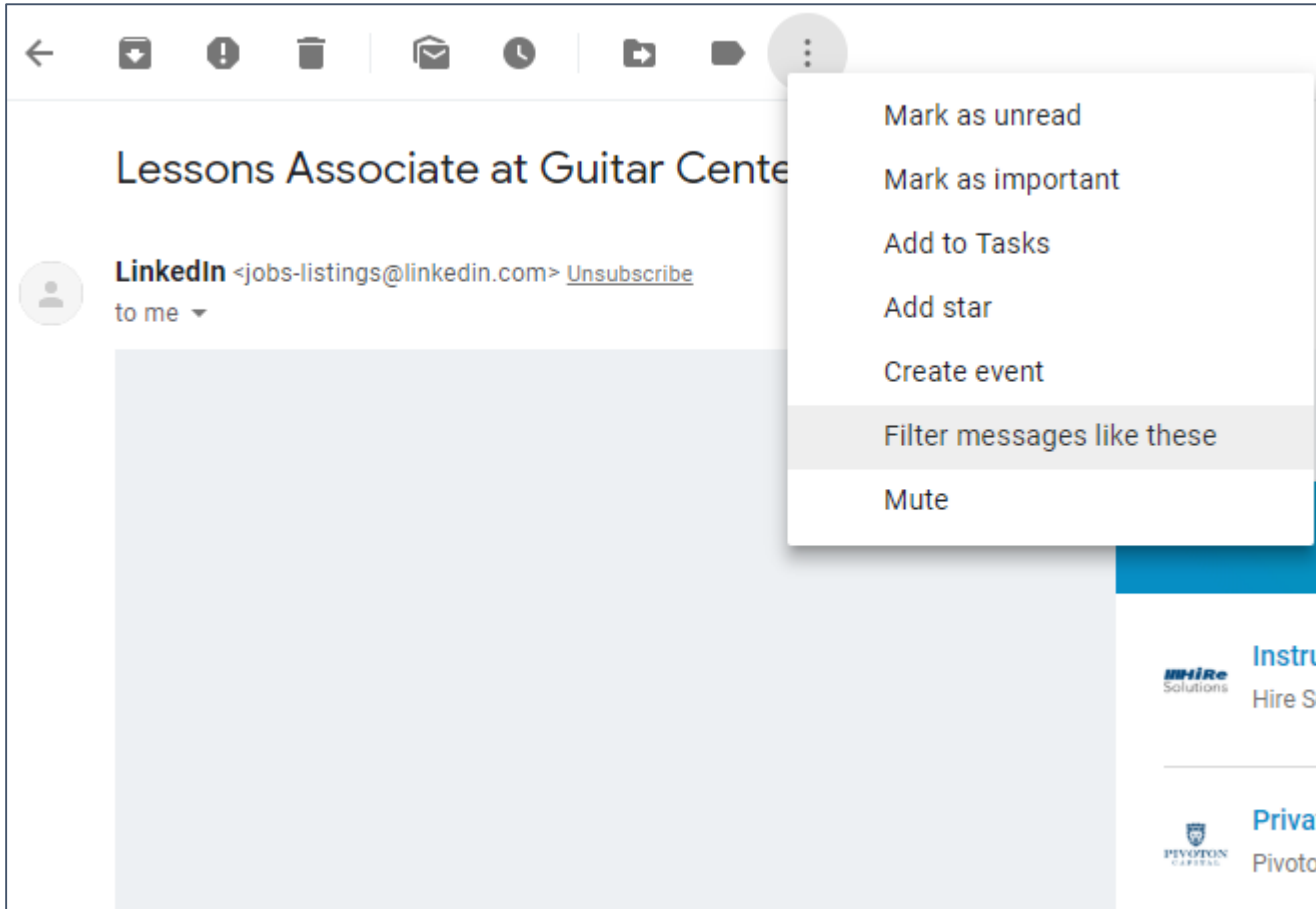 Mark as unread
Mark as important
Add to Tasks
Add star
Create event
Filter messages like these
Mute
Lessons Associate at Guitar Cente
LinkedIn <jobs-listings@linkedin.com> Unsubscribe
to me
HiRe
Solutions
Instru
Hire S
PIVOTON
CAPITAL
Priva
Pivoto